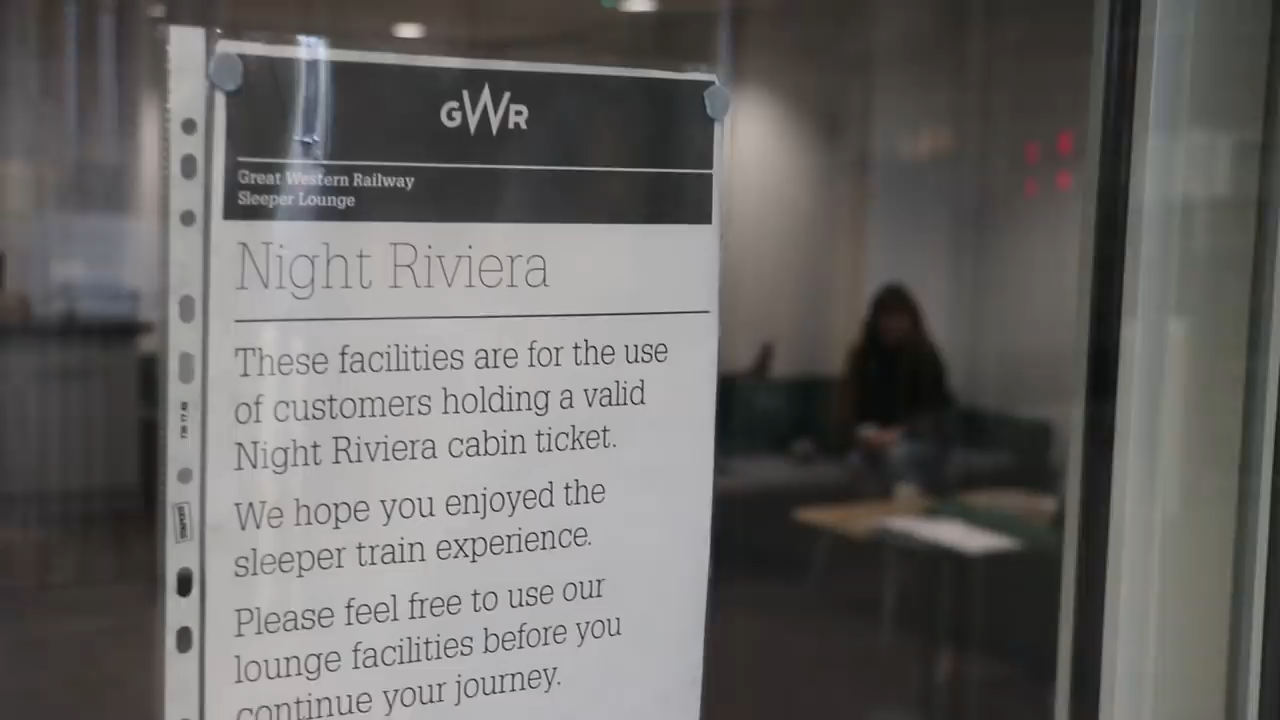 GWR
Great Western Railway
Sleeper Lounge
Night Riviera
These facilities are for the use
of customers holding a valid
Night Riviera cabin ticket.
We hope you enjoyed the
sleeper train experience.
Please feel free to use our
lounge facilities before you
continue your journey.